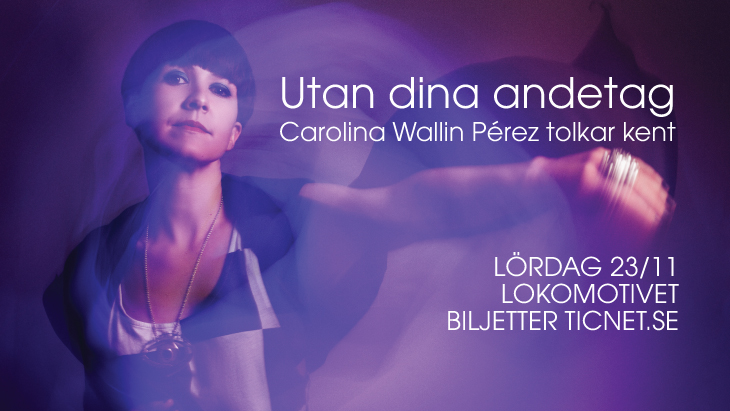 Utan dina andetag
Carolina Wallin Pérez tolkar kent
LÖRDAG 23/11
LOKOMOTIVET
BILJETTER TICNET.SE